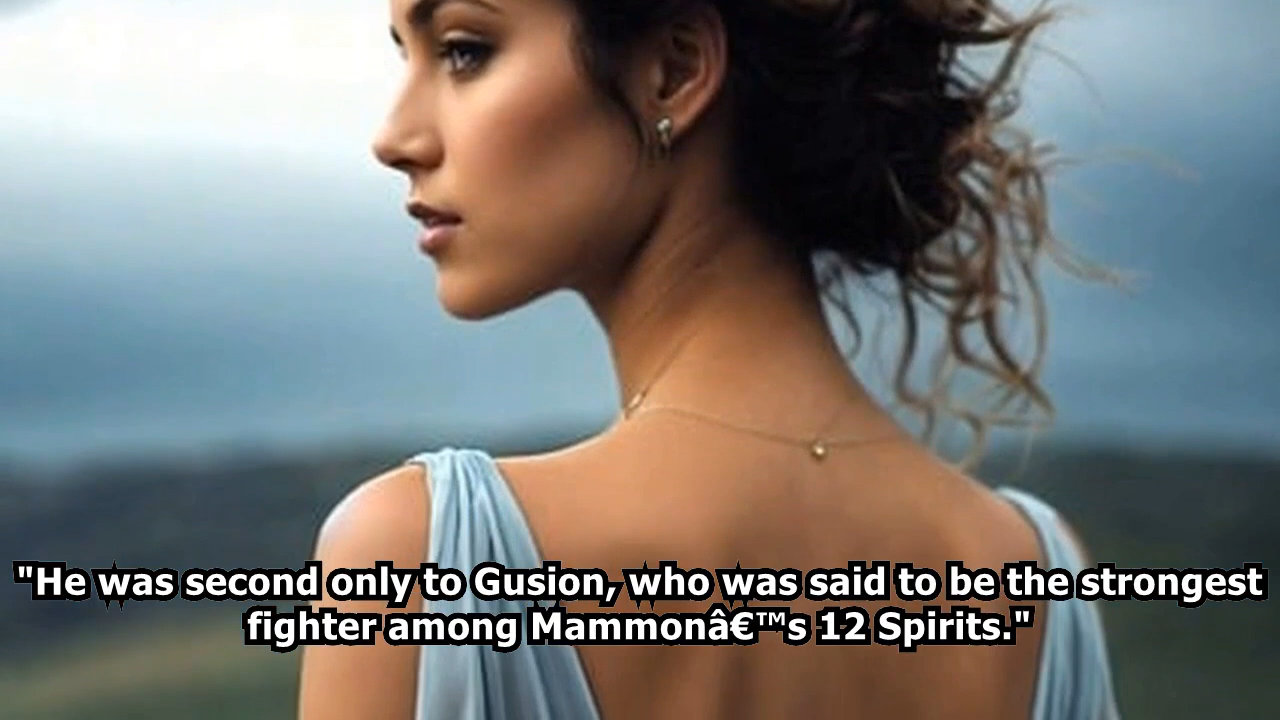 "He was second only to Gusion, who was said to be the strongest
fighter among Mammonâ€™s 12 Spirits."